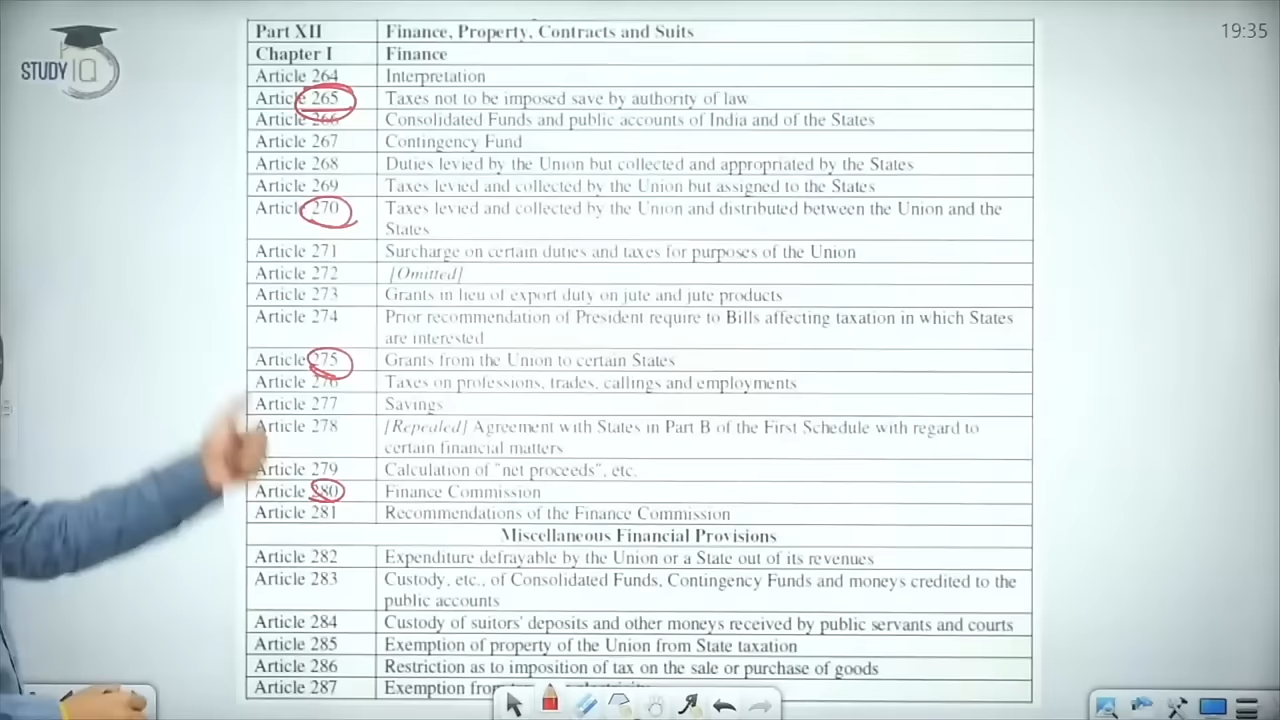 STUDY IQ
19:35
Part XII Finance, Property, Contracts and Suits
Chapter I Finance
Article 264 Interpretation
Article 265 Taxes not to be imposed save by authority of law
Article 266 Consolidated Funds and public accounts of India and of the States
Article 267 Contingency Fund
Article 268 Duties levied by the Union but collected and appropriated by the States
Article 269 Taxes levied and collected by the Union but assigned to the States
Article 270 Taxes levied and collected by the Union and distributed between the Union and the
States
Article 271 Surcharge on certain duties and taxes for purposes of the Union
Article 272 [Omitted]
Article 273 Grants in lieu of export duty on jute and jute products
Article 274 Prior recommendation of President require to Bills affecting taxation in which States
are interested
Article 275 Grants from the Union to certain States
Article 276 Taxes on professions, trades, callings and employments
Article 277 Savings
Article 278 [Repealed] Agreement with States in Part B of the First Schedule with regard to
certain financial matters
Article 279 Calculation of "net proceeds", etc.
Article 280 Finance Commission
Article 281 Recommendations of the Finance Commission
Miscellaneous Financial Provisions
Article 282 Expenditure defrayable by the Union or a State out of its revenues
Article 283 Custody, etc., of Consolidated Funds, Contingency Funds and moneys credited to the
public accounts
Article 284 Custody of suitors' deposits and other moneys received by public servants and courts
Article 285 Exemption of property of the Union from State taxation
Article 286 Restriction as to imposition of tax on the sale or purchase of goods
Article 287 Exemption